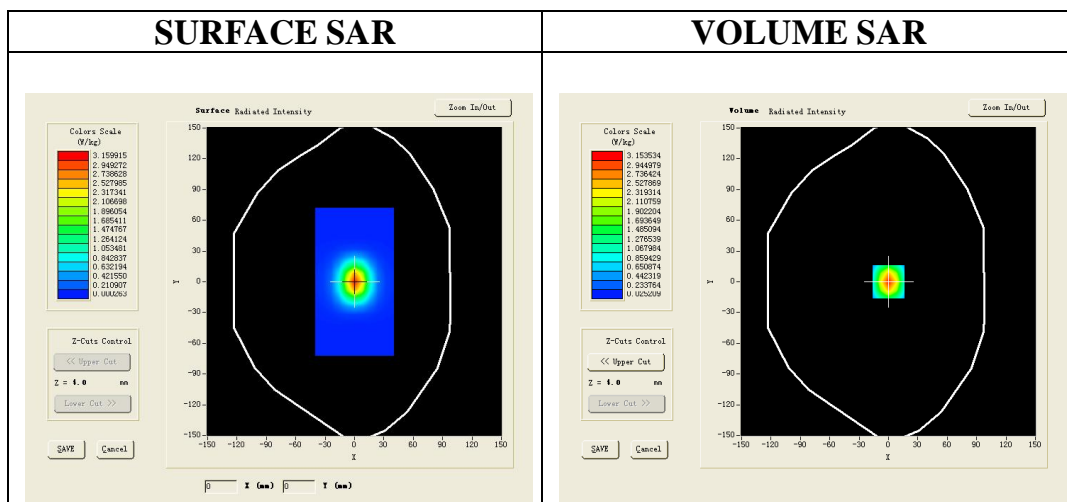 SURFACE SAR
VOLUME SAR
Surface Radiated Intensity
Zoom In/Out
Colors Scale
(W/kg)
3.159915
2.949272
2.738628
2.527985
2.317341
2.106698
1.896054
1.685411
1.474767
1.264124
1.053481
0.842837
0.632194
0.421550
0.210907
0.000263
150
120
90
60
30
0
-30
-60
-90
-120
-150
Y
-150 -120 -90 -60 -30 0 30 60 90 120 150
X
Z-Cuts Control
<< Upper Cut
Z = 4.0 mm
Lower Cut >>
SAVE Cancel
0 X (mm) 0 Y (mm)
Volume Radiated Intensity
Zoom In/Out
Colors Scale
(W/kg)
3.153534
2.944979
2.736424
2.527869
2.319314
2.110759
1.902204
1.693649
1.485094
1.276539
1.067984
0.859429
0.650874
0.442319
0.233764
0.025209
150
120
90
60
30
0
-30
-60
-90
-120
-150
Y
-150 -120 -90 -60 -30 0 30 60 90 120 150
X
Z-Cuts Control
<< Upper Cut
Z = 4.0 mm
Lower Cut >>
SAVE Cancel